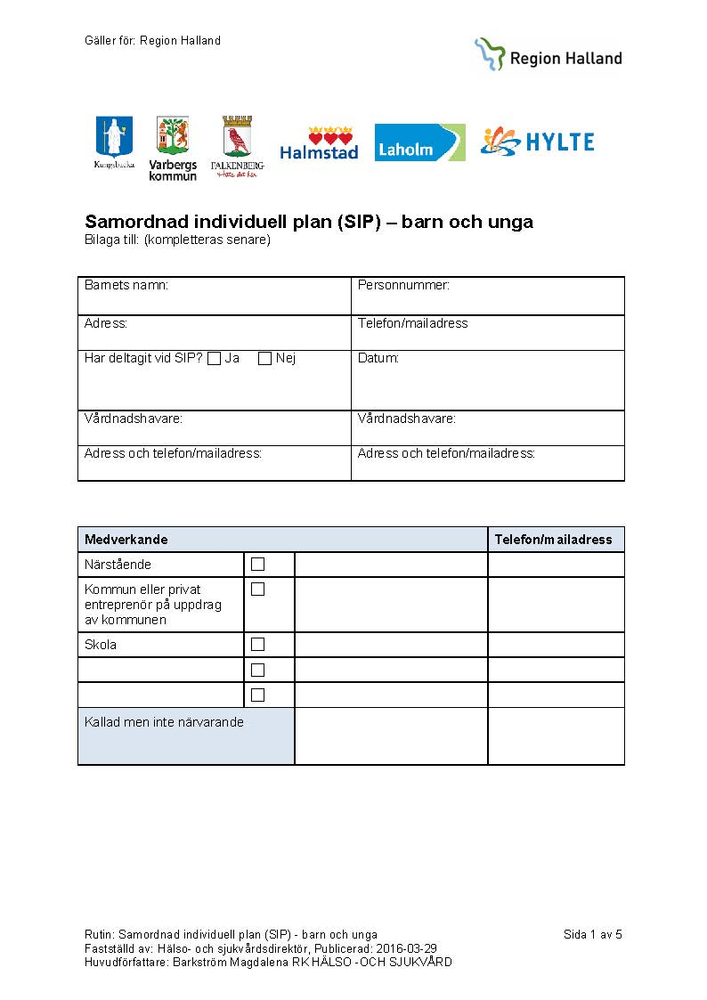 Gäller för: Region Halland
Region Halland
Kungsbacka
Varbergs
kommun
FALKENBERG
Halmstad
Laholm
HYLTE
Samordnad individuell plan (SIP) – barn och unga
Bilaga till: (kompletteras senare)
Barnets namn:
Personnummer:
Adress:
Telefon/mailadress
Har deltagit vid SIP? ☐ Ja ☐ Nej
Datum:
Vårdnadshavare:
Vårdnadshavare:
Adress och telefon/mailadress:
Adress och telefon/mailadress:
Medverkande
Telefon/mailadress
Närstående
Kommun eller privat
entreprenör på uppdrag
av kommunen
Skola
Kallad men inte närvarande
Rutin: Samordnad individuell plan (SIP) - barn och unga
Sida 1 av 5
Fastställd av: Hälso- och sjukvårdsdirektör, Publicerad: 2016-03-29
Huvudförfattare: Barkström Magdalena RK HÄLSO -OCH SJUKVÅRD